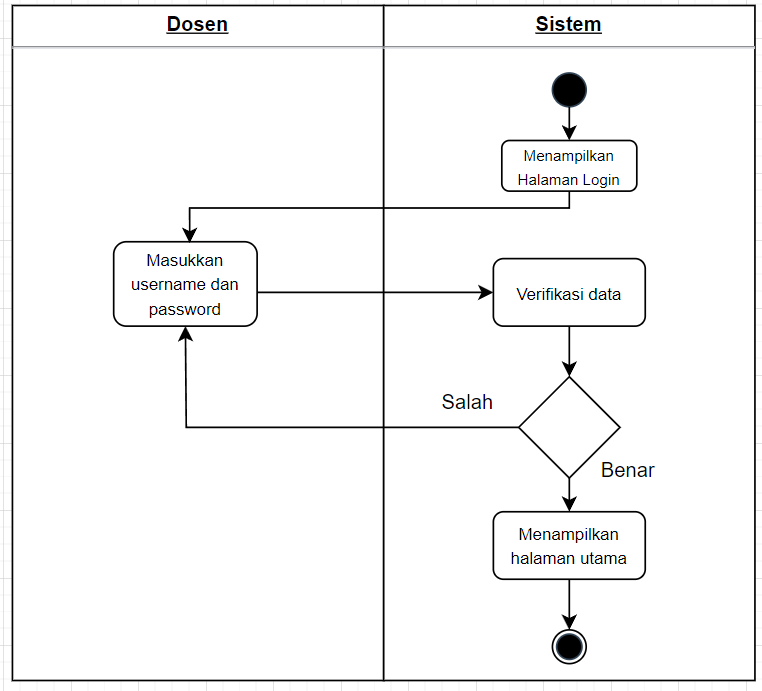 Dosen
Sistem
Menampilkan
Halaman Login
Masukkan
username dan
password
Verifikasi data
Salah
Benar
Menampilkan
halaman utama